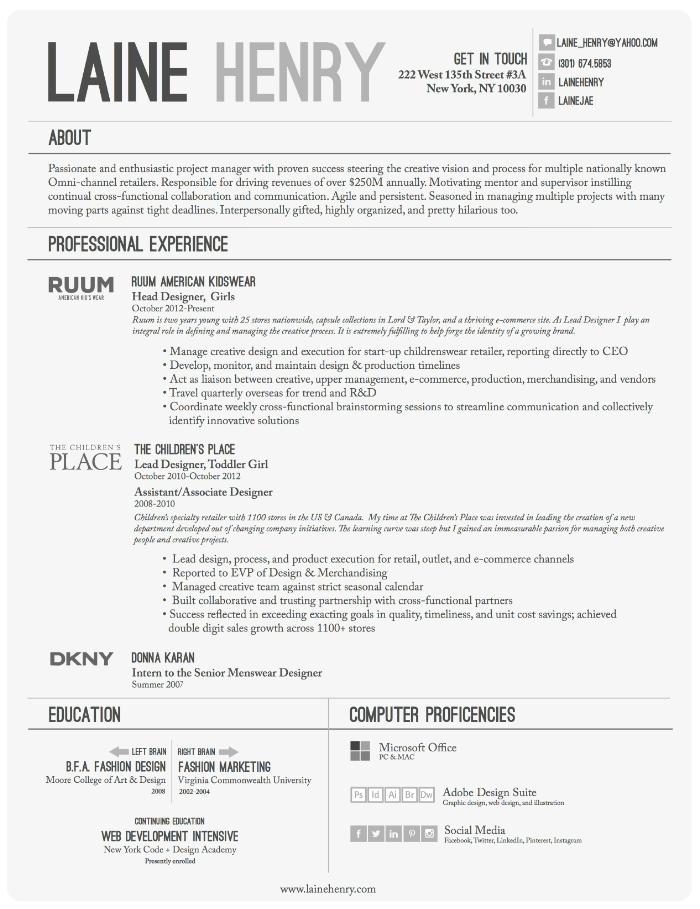 LAINE HENRY
GET IN TOUCH
222 West 135th Street #3A
New York, NY 10030
LAINE_HENRY@YAHOO.COM
(301) 674.5853
LAINEHENRY
LAINEJAE
ABOUT
Passionate and enthusiastic project manager with proven success steering the creative vision and process for multiple nationally known
Omni-channel retailers. Responsible for driving revenues of over $250M annually. Motivating mentor and supervisor instilling
continual cross-functional collaboration and communication. Agile and persistent. Seasoned in managing multiple projects with many
moving parts against tight deadlines. Interpersonally gifted, highly organized, and pretty hilarious too.
PROFESSIONAL EXPERIENCE
RUUM
AMERICAN KID'S WEAR
RUUM AMERICAN KIDSWEAR
Head Designer, Girls
October 2012-Present
Ruum is two years young with 25 stores nationwide, capsule collections in Lord & Taylor, and a thriving e-commerce site. As Lead Designer I play an
integral role in defining and managing the creative process. It is extremely fulfilling to help forge the identity of a growing brand.
• Manage creative design and execution for start-up childrenswear retailer, reporting directly to CEO
• Develop, monitor, and maintain design & production timelines
• Act as liaison between creative, upper management, e-commerce, production, merchandising, and vendors
• Travel quarterly overseas for trend and R&D
• Coordinate weekly cross-functional brainstorming sessions to streamline communication and collectively
identify innovative solutions
THE CHILDREN'S
PLACE
THE CHILDREN'S PLACE
Lead Designer, Toddler Girl
October 2010-October 2012
Assistant/Associate Designer
2008-2010
Children's specialty retailer with 1100 stores in the US & Canada. My time at The Children's Place was invested in leading the creation of a new
department developed out of changing company initiatives. The learning curve was steep but I gained an immeasurable passion for managing both creative
people and creative projects.
• Lead design, process, and product execution for retail, outlet, and e-commerce channels
• Reported to EVP of Design & Merchandising
• Managed creative team against strict seasonal calendar
• Built collaborative and trusting partnership with cross-functional partners
• Success reflected in exceeding exacting goals in quality, timeliness, and unit cost savings; achieved
double digit sales growth across 1100+ stores
DKNY
DONNA KARAN
Intern to the Senior Menswear Designer
Summer 2007
EDUCATION
LEFT BRAIN
B.F.A. FASHION DESIGN
Moore College of Art & Design
2008
RIGHT BRAIN
FASHION MARKETING
Virginia Commonwealth University
2002-2004
CONTINUING EDUCATION
WEB DEVELOPMENT INTENSIVE
New York Code + Design Academy
Presently enrolled
COMPUTER PROFICENCIES
Microsoft Office
PC & MAC
Ps Id Ai Br Dw
Adobe Design Suite
Graphic design, web design, and illustration
Social Media
Facebook, Twitter, LinkedIn, Pinterest, Instagram
www.lainehenry.com